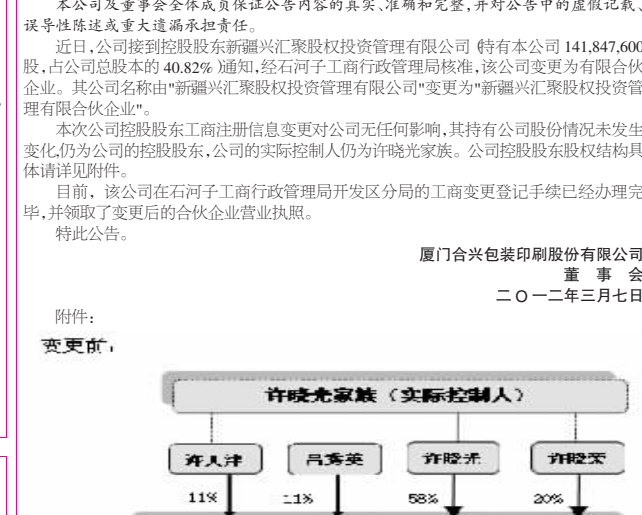 本公司及董事会全体成员保证公告内容的真实、准确和完整,并对公告中的虚假记载、
误导性陈述或重大遗漏承担责任。
近日,公司接到控股股东新疆兴汇聚股权投资管理有限公司(持有本公司 141,847,600
股,占公司总股本的 40.82%)通知,经石河子工商行政管理局核准,该公司变更为有限合伙
企业。其公司名称由"新疆兴汇聚股权投资管理有限公司"变更为"新疆兴汇聚股权投资管
理有限合伙企业"。
本次公司控股股东工商注册信息变更对公司无任何影响,其持有公司股份情况未发生
变化,仍为公司的控股股东,公司的实际控制人仍为许晓光家族。公司控股股东股权结构具
体请详见附件。
目前，该公司在石河子工商行政管理局开发区分局的工商变更登记手续已经办理完
毕,并领取了变更后的合伙企业营业执照。
特此公告。
厦门合兴包装印刷股份有限公司
董 事 会
二〇一二年三月七日
附件：
变更前：
许晓光家族（实际控制人）
许天津 吕秀英 许晓光 许晓荣
11% 11% 58% 20%